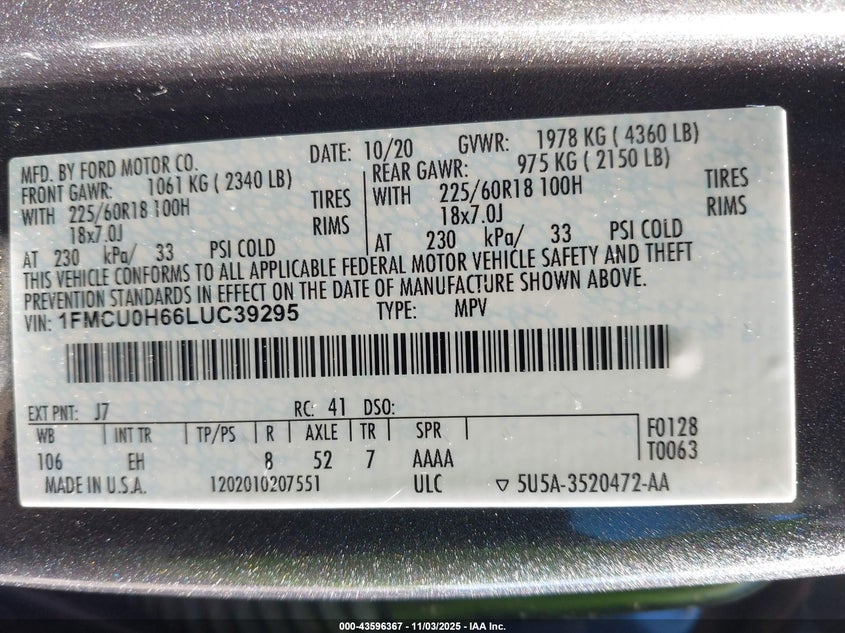 MFD. BY FORD MOTOR CO. DATE: 10/20 GVWR: 1978 KG ( 4360 LB)
FRONT GAWR: 1061 KG ( 2340 LB) REAR GAWR: 975 KG ( 2150 LB)
WITH 225/60R18 100H TIRES WITH 225/60R18 100H TIRES
18x7.0J RIMS 18x7.0J RIMS
AT 230 kPa/ 33 PSI COLD AT 230 kPa/ 33 PSI COLD
THIS VEHICLE CONFORMS TO ALL APPLICABLE FEDERAL MOTOR VEHICLE SAFETY AND THEFT
PREVENTION STANDARDS IN EFFECT ON THE DATE OF MANUFACTURE SHOWN ABOVE.
VIN: 1FMCU0H66LUC39295 TYPE: MPV
EXT PNT: J7 RC: 41 DSO:
WB INT TR TP/PS R AXLE TR SPR F0128
106 EH 8 52 7 AAAA T0063
MADE IN U.S.A. 1202010207551 ULC ▽ 5U5A-3520472-AA
000-43596367 - 11/03/2025 - IAA Inc.